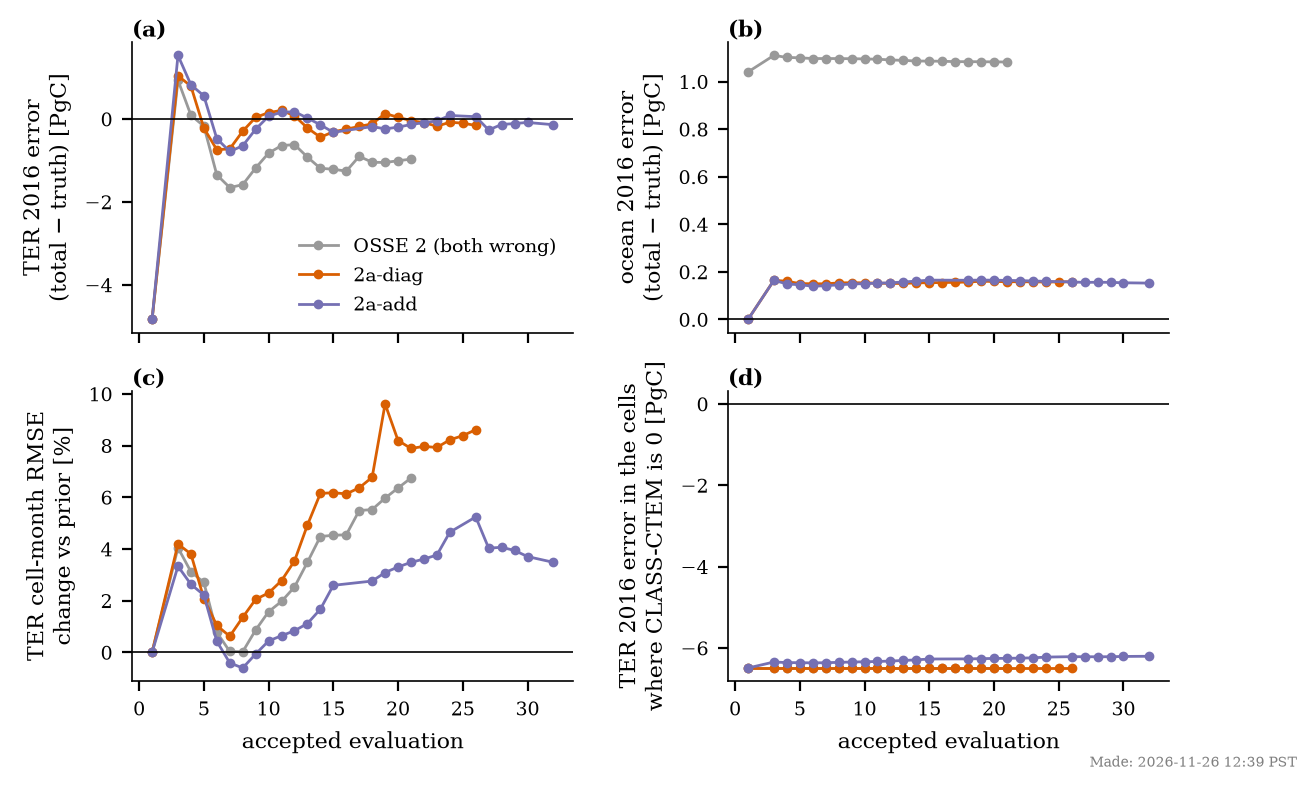 (a)
TER 2016 error
(total − truth) [PgC]
0
−2
−4
OSSE 2 (both wrong)
2a-diag
2a-add
(b)
ocean 2016 error
(total − truth) [PgC]
1.0
0.8
0.6
0.4
0.2
0.0
(c)
TER cell-month RMSE
change vs prior [%]
10
8
6
4
2
0
0 5 10 15 20 25 30
accepted evaluation
(d)
TER 2016 error in the cells
where CLASS-CTEM is 0 [PgC]
0
−2
−4
−6
0 5 10 15 20 25 30
accepted evaluation
Made: 2026-11-26 12:39 PST